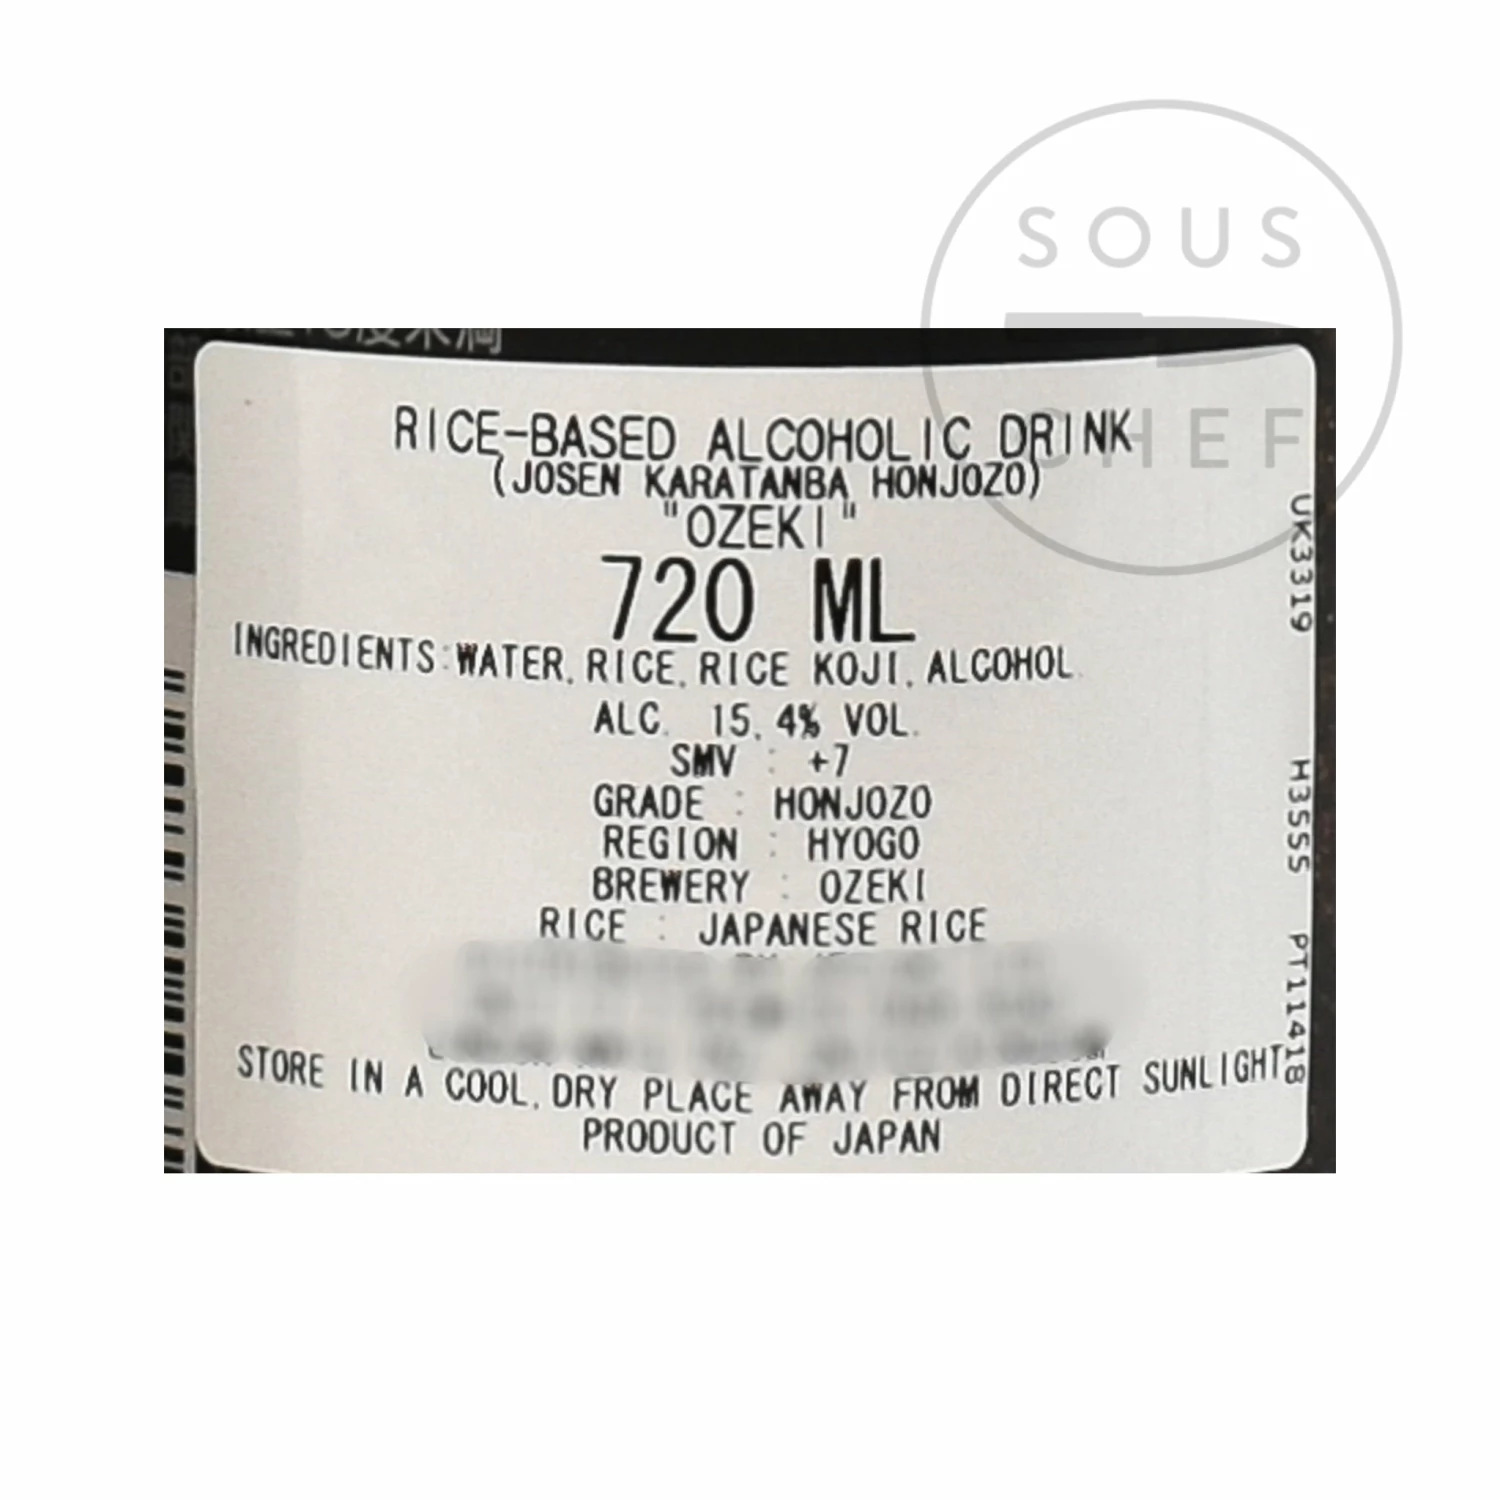 SOUS
CHEF
RICE-BASED ALCOHOLIC DRINK
(JOSEN KARATANBA HONJOZO)
"OZEKI"
720 ML
INGREDIENTS:WATER, RICE, RICE KOJI, ALCOHOL.
ALC. 15.4% VOL.
SMV : +7
GRADE : HONJOZO
REGION : HYOGO
BREWERY : OZEKI
RICE : JAPANESE RICE
STORE IN A COOL, DRY PLACE AWAY FROM DIRECT SUNLIGHT
PRODUCT OF JAPAN
UK3319 H3555 PT11418